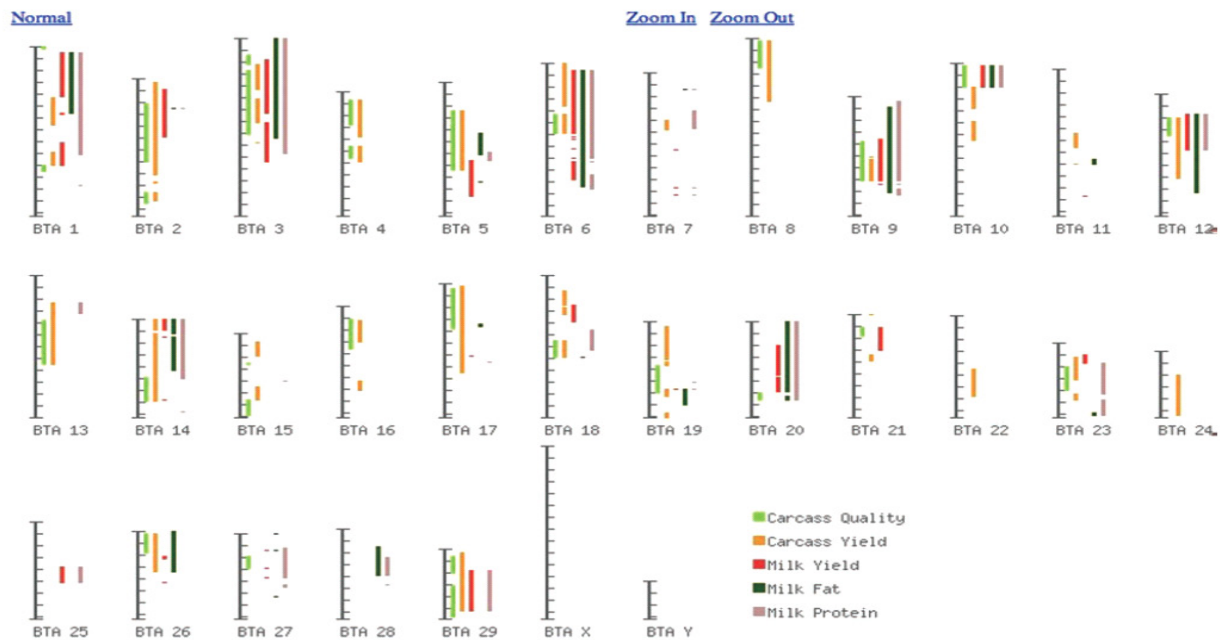 Normal Zoom In Zoom Out
BTA 1 BTA 2 BTA 3 BTA 4 BTA 5 BTA 6 BTA 7 BTA 8 BTA 9 BTA 10 BTA 11 BTA 12
BTA 13 BTA 14 BTA 15 BTA 16 BTA 17 BTA 18 BTA 19 BTA 20 BTA 21 BTA 22 BTA 23 BTA 24
Carcass Quality
Carcass Yield
Milk Yield
Milk Fat
Milk Protein
BTA 25 BTA 26 BTA 27 BTA 28 BTA 29 BTA X BTA Y